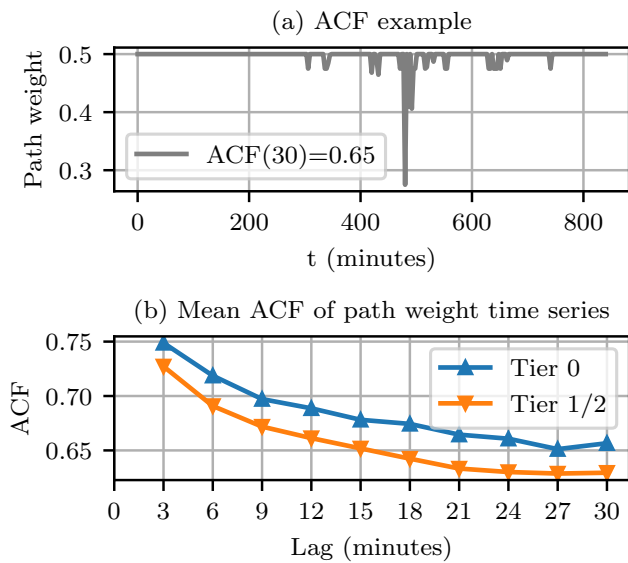 (a) ACF example
Path weight
0.5
0.4
0.3
ACF(30)=0.65
0 200 400 600 800
t (minutes)
(b) Mean ACF of path weight time series
ACF
0.75
0.70
0.65
Tier 0
Tier 1/2
0 3 6 9 12 15 18 21 24 27 30
Lag (minutes)